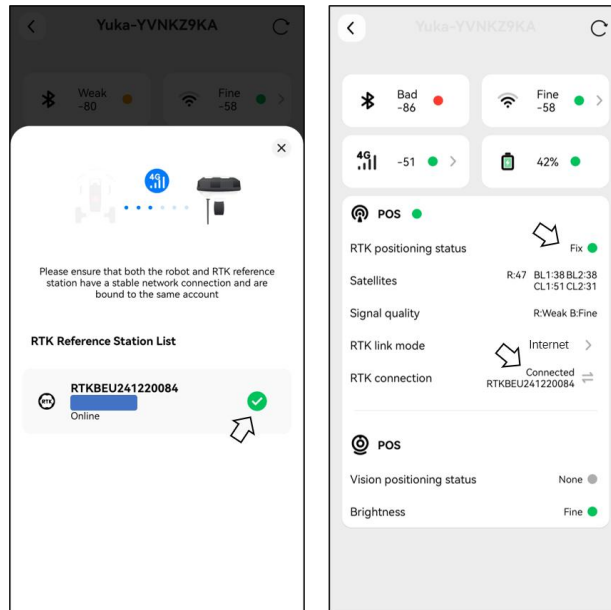 Yuka-YVNKZ9KA
Weak
-80
Fine
-58
4G
Please ensure that both the robot and RTK reference
station have a stable network connection and are
bound to the same account
RTK Reference Station List
RTK
RTKBEU241220084
Online
Yuka-YVNKZ9KA
Bad
-86
Fine
-58
4G
-51
42%
POS
RTK positioning status
Fix
Satellites
R:47 BL1:38 BL2:38
CL1:51 CL2:31
Signal quality
R:Weak B:Fine
RTK link mode
Internet
RTK connection
Connected
RTKBEU241220084
POS
Vision positioning status
None
Brightness
Fine